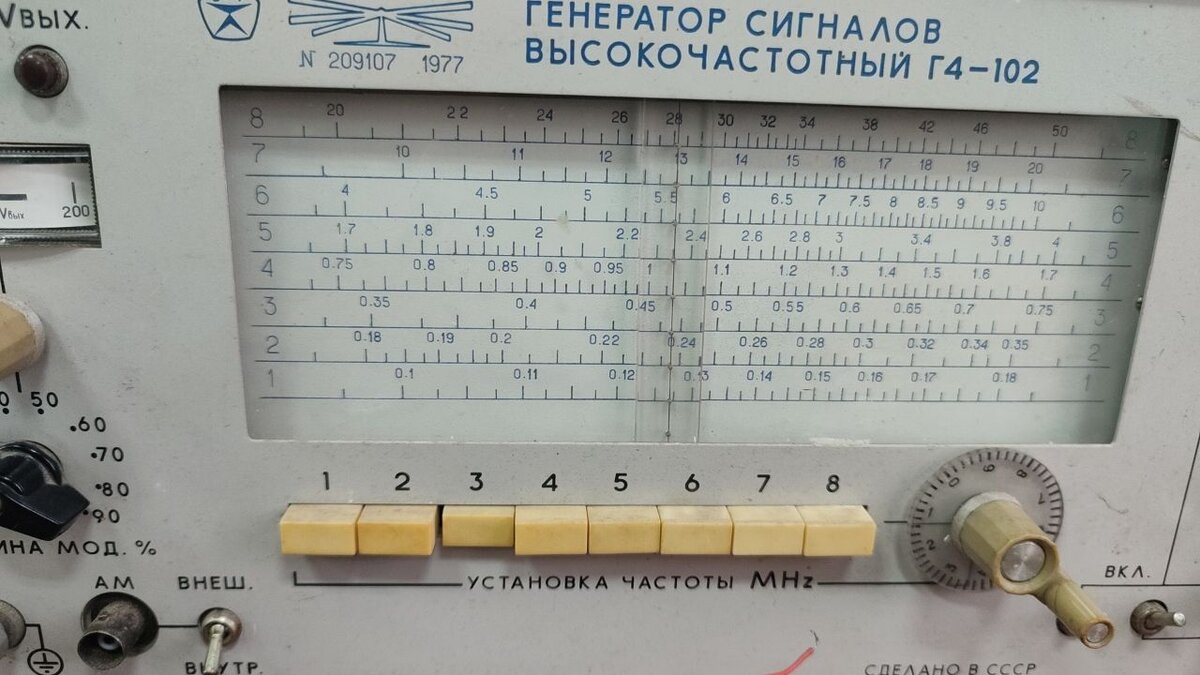 Vвых.
№ 209107 1977
ГЕНЕРАТОР СИГНАЛОВ
ВЫСОКОЧАСТОТНЫЙ Г4-102
8 20 22 24 26 28 30 32 34 38 42 46 50 8
7 10 11 12 13 14 15 16 17 18 19 20 7
6 4 4.5 5 5.5 6 6.5 7 7.5 8 8.5 9 9.5 10 6
5 1.7 1.8 1.9 2 2.2 2.4 2.6 2.8 3 3.4 3.8 4 5
4 0.75 0.8 0.85 0.9 0.95 1 1.1 1.2 1.3 1.4 1.5 1.6 1.7 4
3 0.35 0.4 0.45 0.5 0.55 0.6 0.65 0.7 0.75 3
2 0.18 0.19 0.2 0.22 0.24 0.26 0.28 0.3 0.32 0.34 0.35 2
1 0.1 0.11 0.12 0.13 0.14 0.15 0.16 0.17 0.18 1
Vвых 200
50
60
70
80
90
1 2 3 4 5 6 7 8
МОД. %
УСТАНОВКА ЧАСТОТЫ MHz
АМ ВНЕШ.
ВНУТР.
ВКЛ.
СДЕЛАНО В СССР